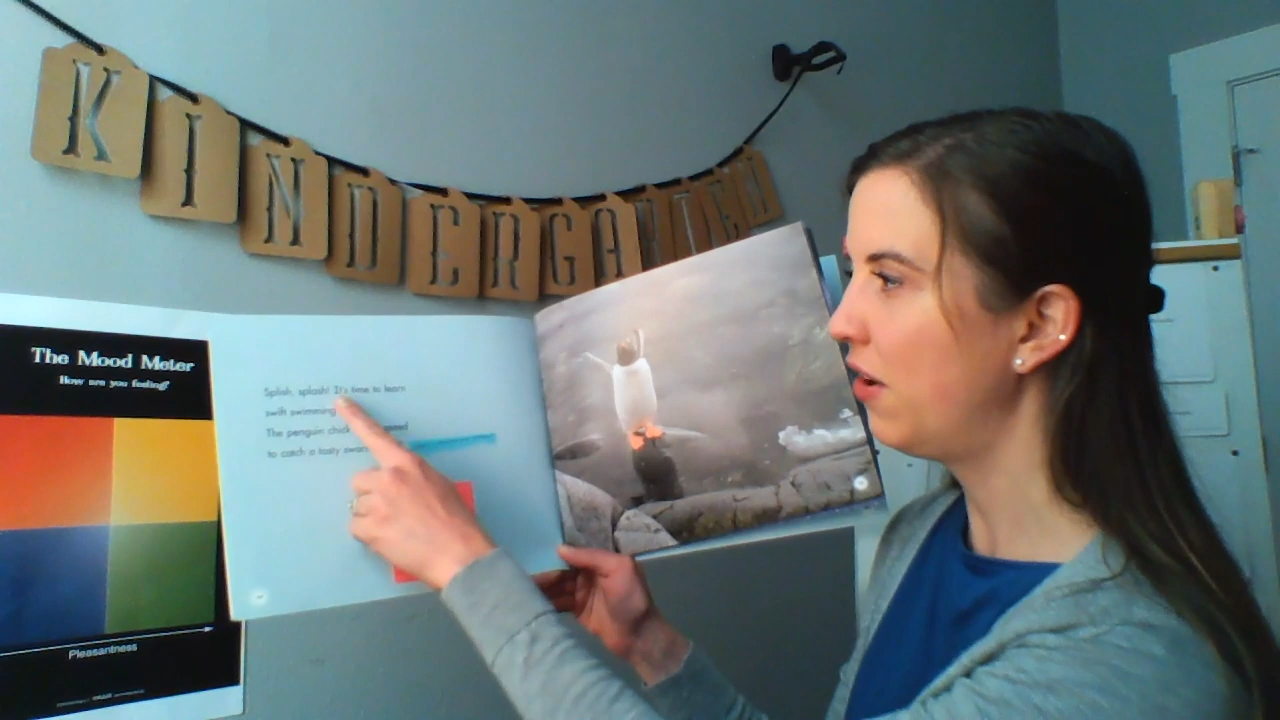 KINDERGARTEN
The Mood Meter
How are you feeling?
Splish, splash! It's time to learn
swift swimming
The penguin chick
to catch a tasty
Pleasantness